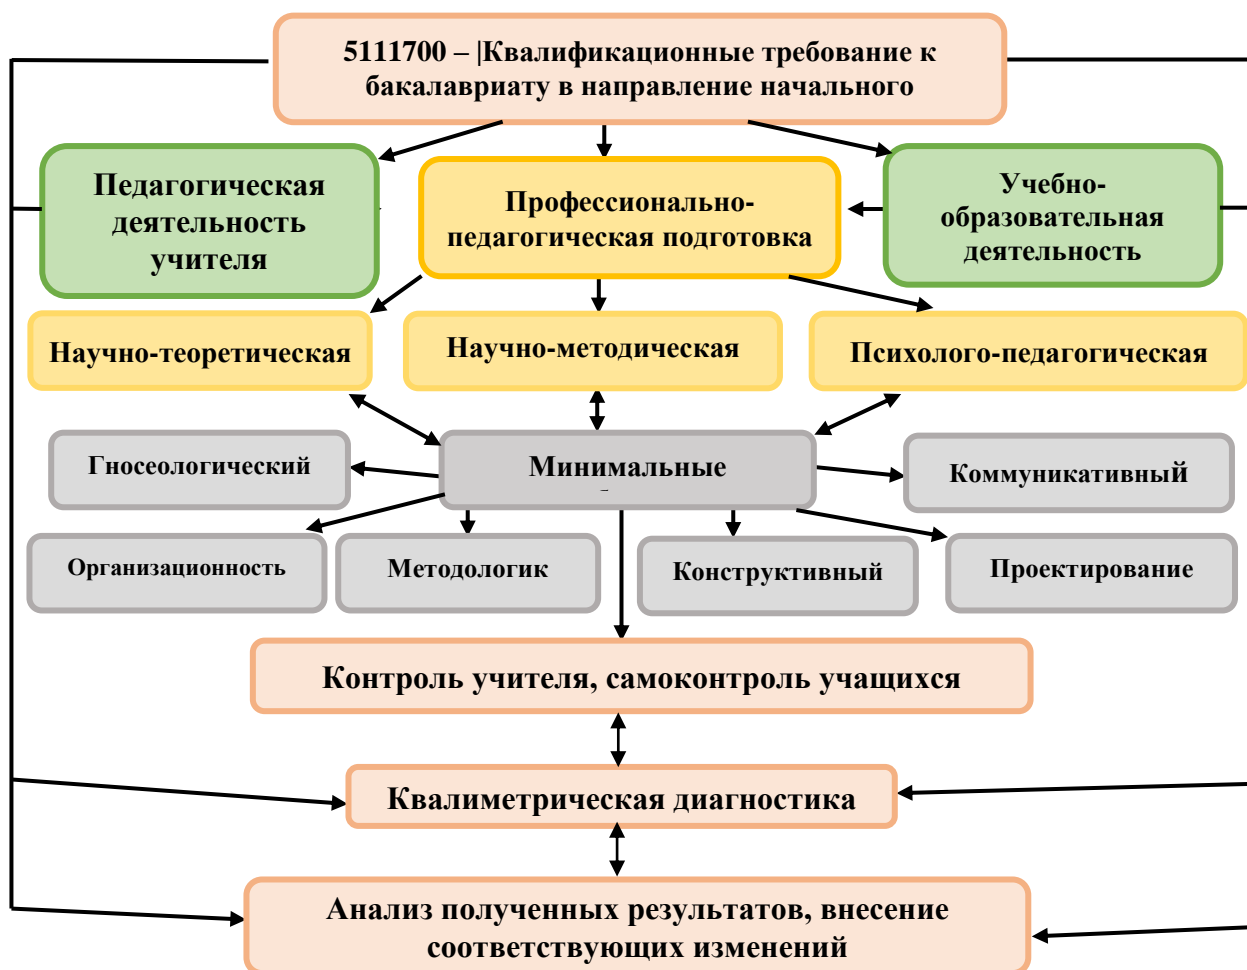 5111700 – |Квалификационные требование к
бакалавриату в направление начального
Педагогическая
деятельность
учителя
Профессионально-
педагогическая подготовка
Учебно-
образовательная
деятельность
Научно-теоретическая
Научно-методическая
Психолого-педагогическая
Гносеологический
Минимальные
Коммуникативный
Организационность
Методологик
Конструктивный
Проектирование
Контроль учителя, самоконтроль учащихся
Квалиметрическая диагностика
Анализ полученных результатов, внесение
соответствующих изменений